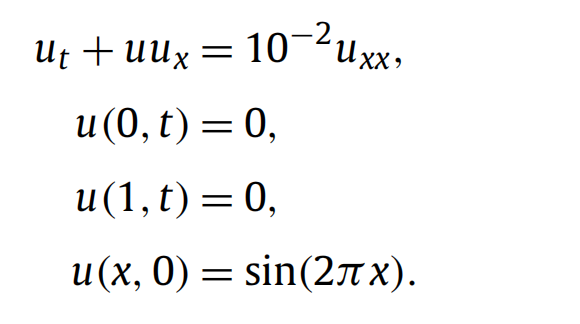 u_t + uu_x = 10^{-2}u_{xx},
u(0, t) = 0,
u(1, t) = 0,
u(x, 0) = sin(2πx).